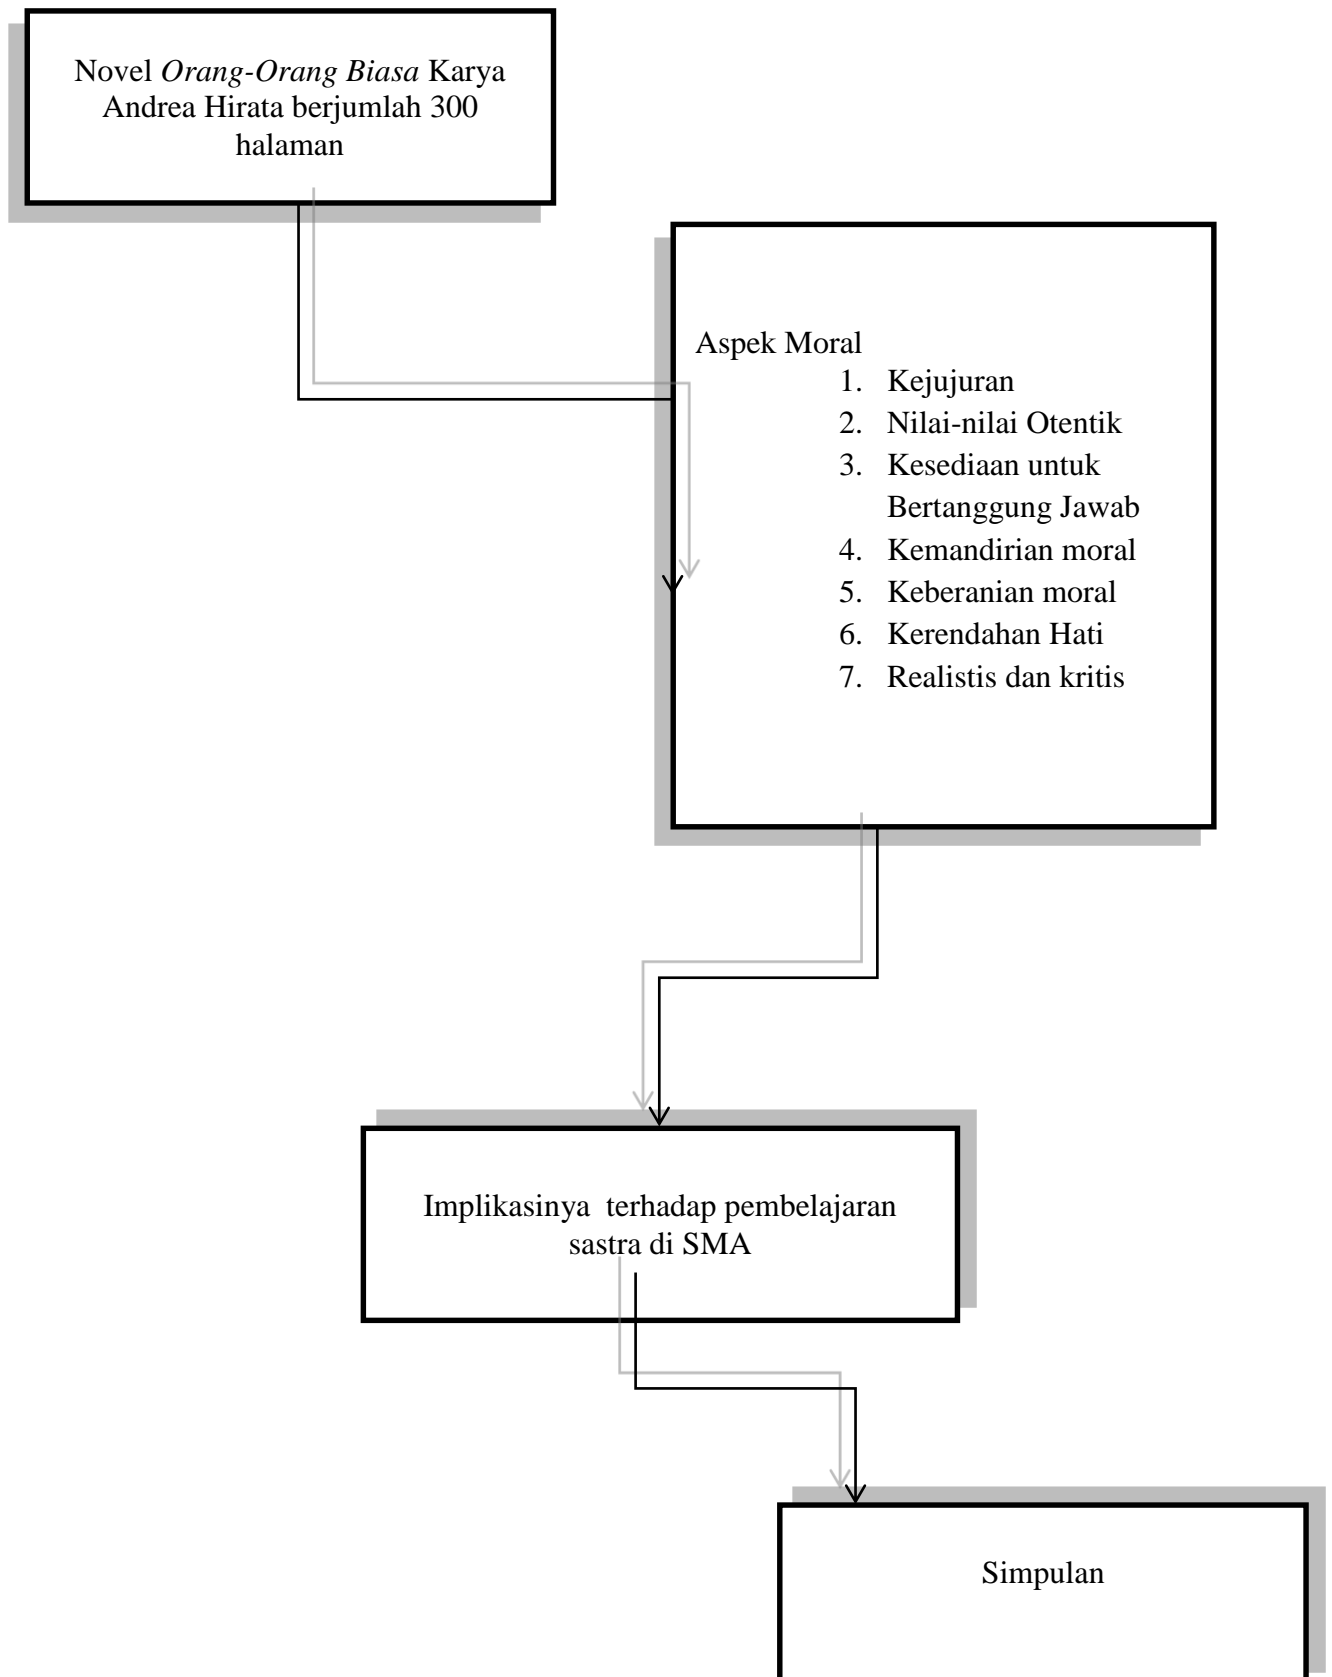 Novel Orang-Orang Biasa Karya
Andrea Hirata berjumlah 300
halaman
Aspek Moral
1. Kejujuran
2. Nilai-nilai Otentik
3. Kesediaan untuk
Bertanggung Jawab
4. Kemandirian moral
5. Keberanian moral
6. Kerendahan Hati
7. Realistis dan kritis
Implikasinya  terhadap pembelajaran
sastra di SMA
Simpulan